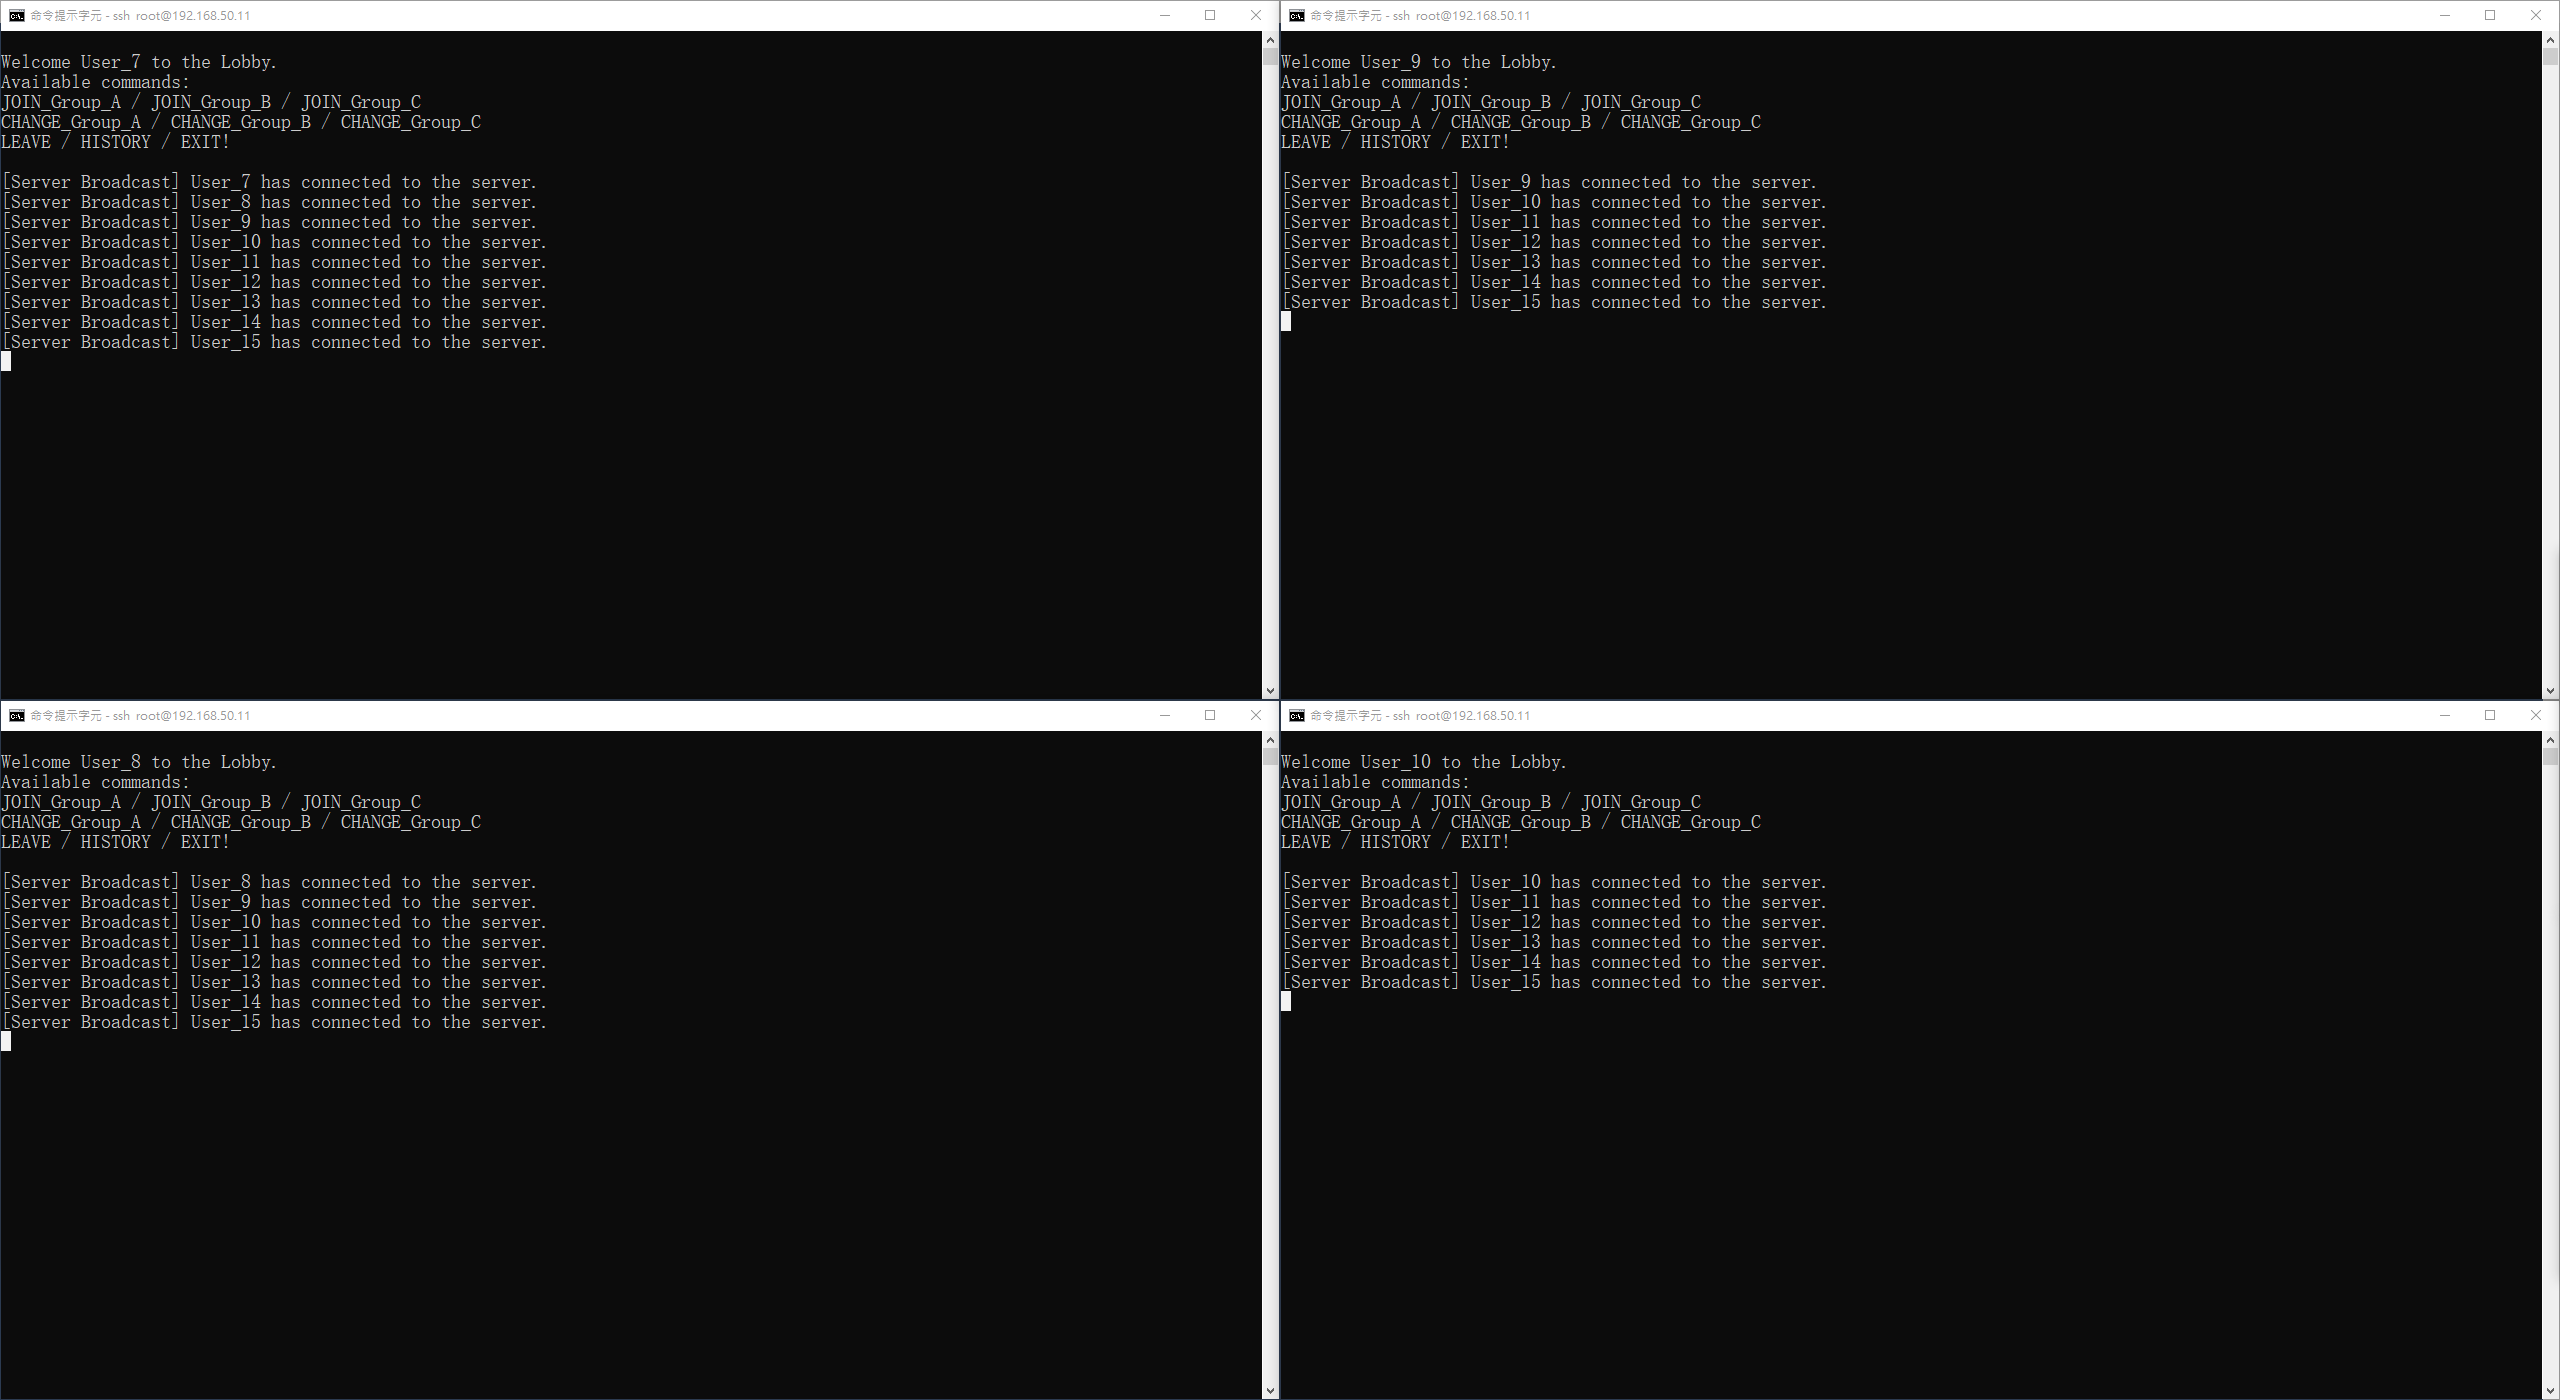 命令提示字元 - ssh root@192.168.50.11
Welcome User_7 to the Lobby.
Available commands:
JOIN_Group_A / JOIN_Group_B / JOIN_Group_C
CHANGE_Group_A / CHANGE_Group_B / CHANGE_Group_C
LEAVE / HISTORY / EXIT!
[Server Broadcast] User_7 has connected to the server.
[Server Broadcast] User_8 has connected to the server.
[Server Broadcast] User_9 has connected to the server.
[Server Broadcast] User_10 has connected to the server.
[Server Broadcast] User_11 has connected to the server.
[Server Broadcast] User_12 has connected to the server.
[Server Broadcast] User_13 has connected to the server.
[Server Broadcast] User_14 has connected to the server.
[Server Broadcast] User_15 has connected to the server.
命令提示字元 - ssh root@192.168.50.11
Welcome User_9 to the Lobby.
Available commands:
JOIN_Group_A / JOIN_Group_B / JOIN_Group_C
CHANGE_Group_A / CHANGE_Group_B / CHANGE_Group_C
LEAVE / HISTORY / EXIT!
[Server Broadcast] User_9 has connected to the server.
[Server Broadcast] User_10 has connected to the server.
[Server Broadcast] User_11 has connected to the server.
[Server Broadcast] User_12 has connected to the server.
[Server Broadcast] User_13 has connected to the server.
[Server Broadcast] User_14 has connected to the server.
[Server Broadcast] User_15 has connected to the server.
命令提示字元 - ssh root@192.168.50.11
Welcome User_8 to the Lobby.
Available commands:
JOIN_Group_A / JOIN_Group_B / JOIN_Group_C
CHANGE_Group_A / CHANGE_Group_B / CHANGE_Group_C
LEAVE / HISTORY / EXIT!
[Server Broadcast] User_8 has connected to the server.
[Server Broadcast] User_9 has connected to the server.
[Server Broadcast] User_10 has connected to the server.
[Server Broadcast] User_11 has connected to the server.
[Server Broadcast] User_12 has connected to the server.
[Server Broadcast] User_13 has connected to the server.
[Server Broadcast] User_14 has connected to the server.
[Server Broadcast] User_15 has connected to the server.
命令提示字元 - ssh root@192.168.50.11
Welcome User_10 to the Lobby.
Available commands:
JOIN_Group_A / JOIN_Group_B / JOIN_Group_C
CHANGE_Group_A / CHANGE_Group_B / CHANGE_Group_C
LEAVE / HISTORY / EXIT!
[Server Broadcast] User_10 has connected to the server.
[Server Broadcast] User_11 has connected to the server.
[Server Broadcast] User_12 has connected to the server.
[Server Broadcast] User_13 has connected to the server.
[Server Broadcast] User_14 has connected to the server.
[Server Broadcast] User_15 has connected to the server.